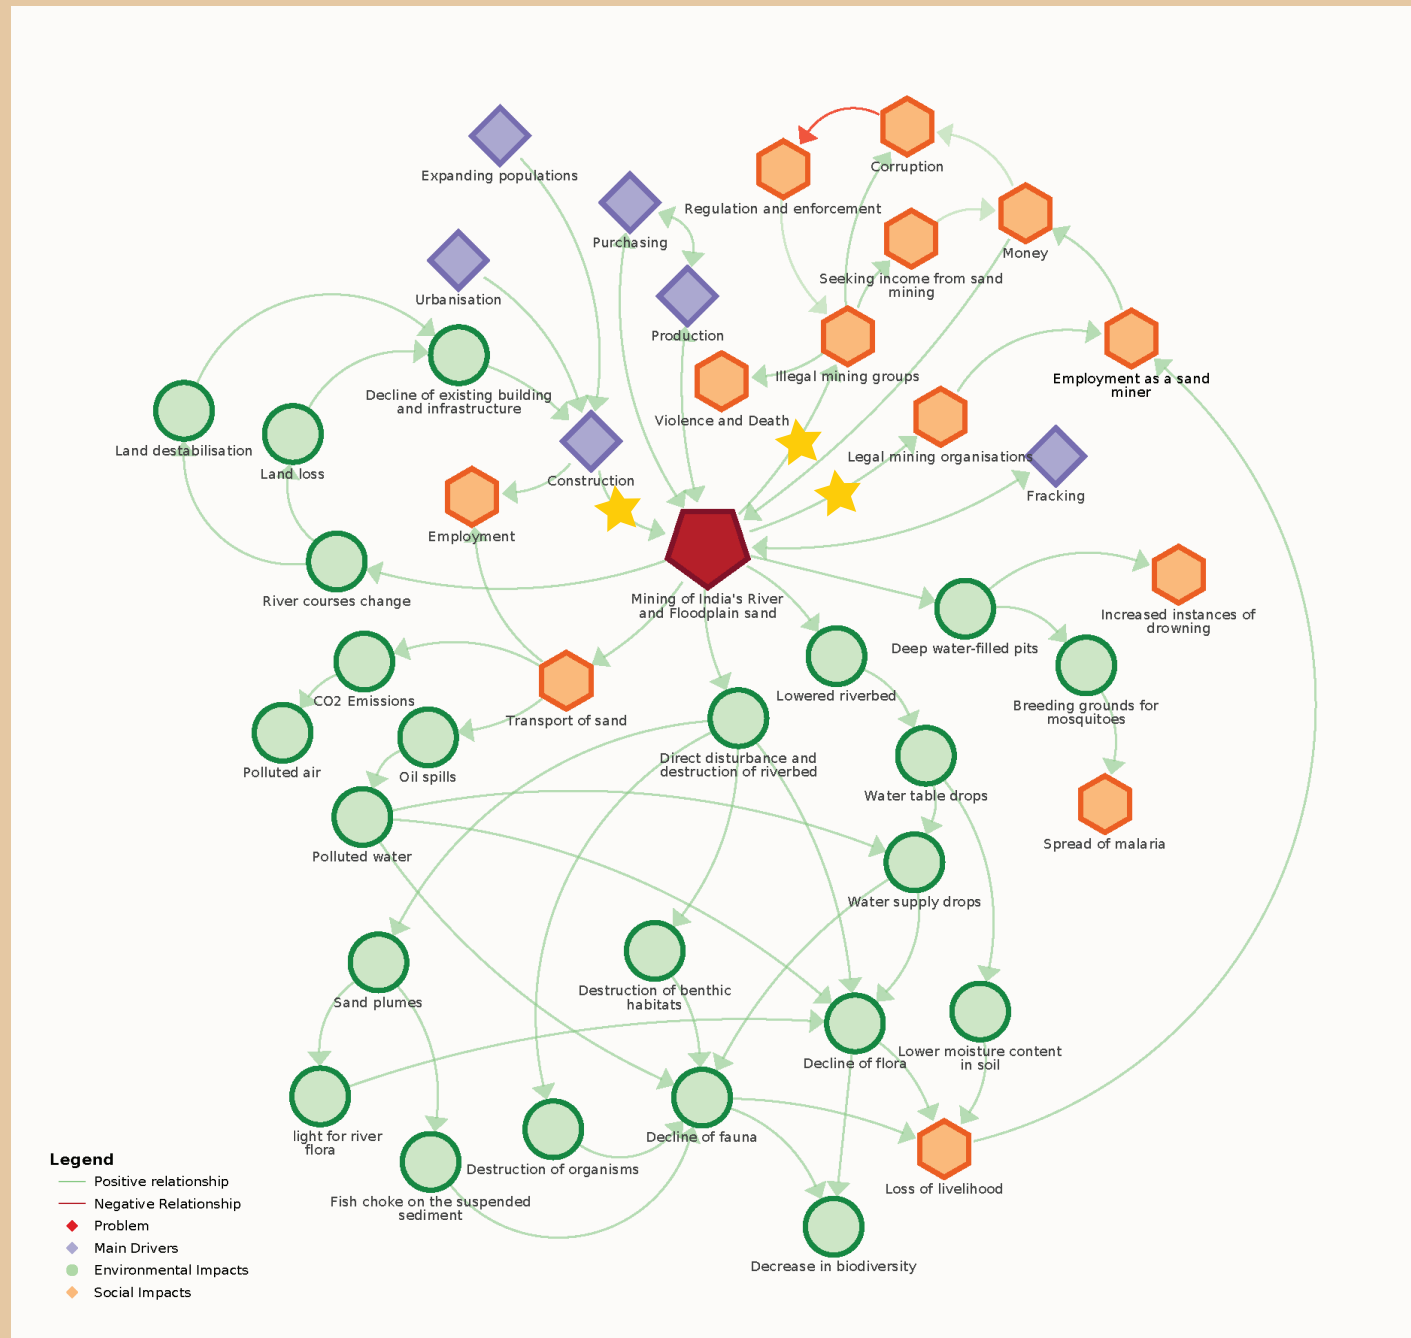 Expanding populations
Purchasing
Urbanisation
Production
Corruption
Regulation and enforcement
Money
Seeking income from sand
mining
Illegal mining groups
Violence and Death
Employment as a sand
miner
Legal mining organisations
Fracking
Decline of existing building
and infrastructure
Land destabilisation
Land loss
Construction
Employment
River courses change
Mining of India's River
and Floodplain sand
Increased instances of
drowning
Deep water-filled pits
Breeding grounds for
mosquitoes
Lowered riverbed
CO2 Emissions
Transport of sand
Polluted air
Oil spills
Direct disturbance and
destruction of riverbed
Water table drops
Spread of malaria
Polluted water
Water supply drops
Sand plumes
Destruction of benthic
habitats
Decline of flora
Lower moisture content
in soil
light for river
flora
Decline of fauna
Destruction of organisms
Fish choke on the suspended
sediment
Loss of livelihood
Decrease in biodiversity
Legend
Positive relationship
Negative Relationship
Problem
Main Drivers
Environmental Impacts
Social Impacts